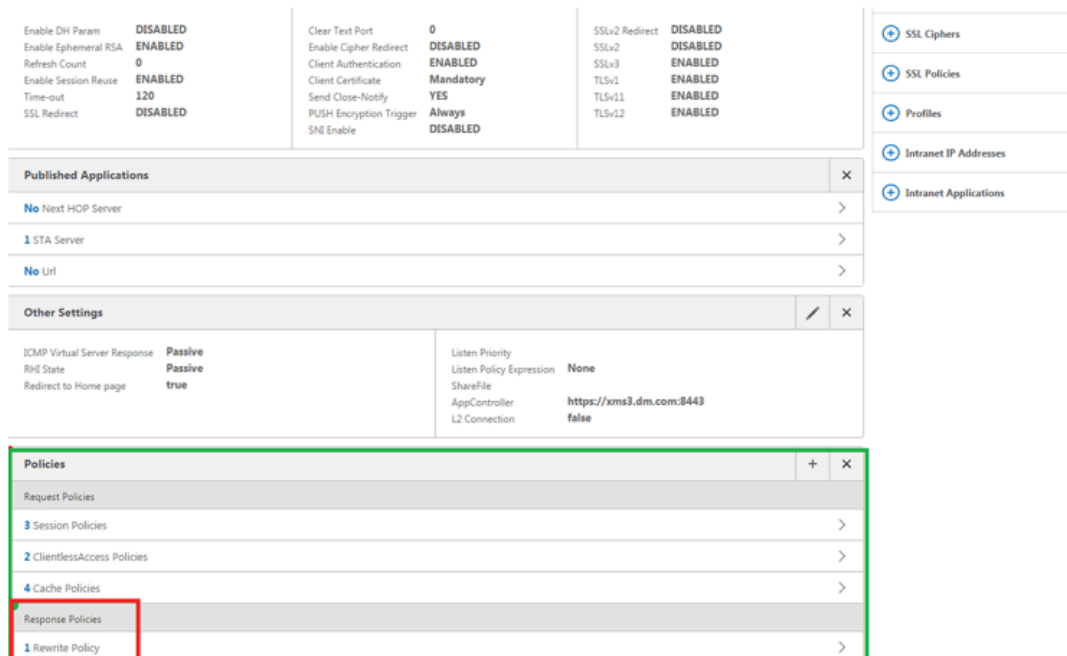 Enable DH Param DISABLED
Enable Ephemeral RSA ENABLED
Refresh Count 0
Enable Session Reuse ENABLED
Time-out 120
SSL Redirect DISABLED
Clear Text Port 0
Enable Cipher Redirect DISABLED
Client Authentication ENABLED
Client Certificate Mandatory
Send Close-Notify YES
PUSH Encryption Trigger Always
SNI Enable DISABLED
SSLv2 Redirect DISABLED
SSLv2 DISABLED
SSLv3 ENABLED
TLSv1 ENABLED
TLSv11 ENABLED
TLSv12 ENABLED
Published Applications
No Next HOP Server
1 STA Server
No Url
Other Settings
ICMP Virtual Server Response Passive
RHI State Passive
Redirect to Home page true
Listen Priority
Listen Policy Expression None
ShareFile
AppController https://xms3.dm.com:8443
L2 Connection false
Policies
Request Policies
3 Session Policies
2 ClientlessAccess Policies
4 Cache Policies
Response Policies
1 Rewrite Policy
SSL Ciphers
SSL Policies
Profiles
Intranet IP Addresses
Intranet Applications